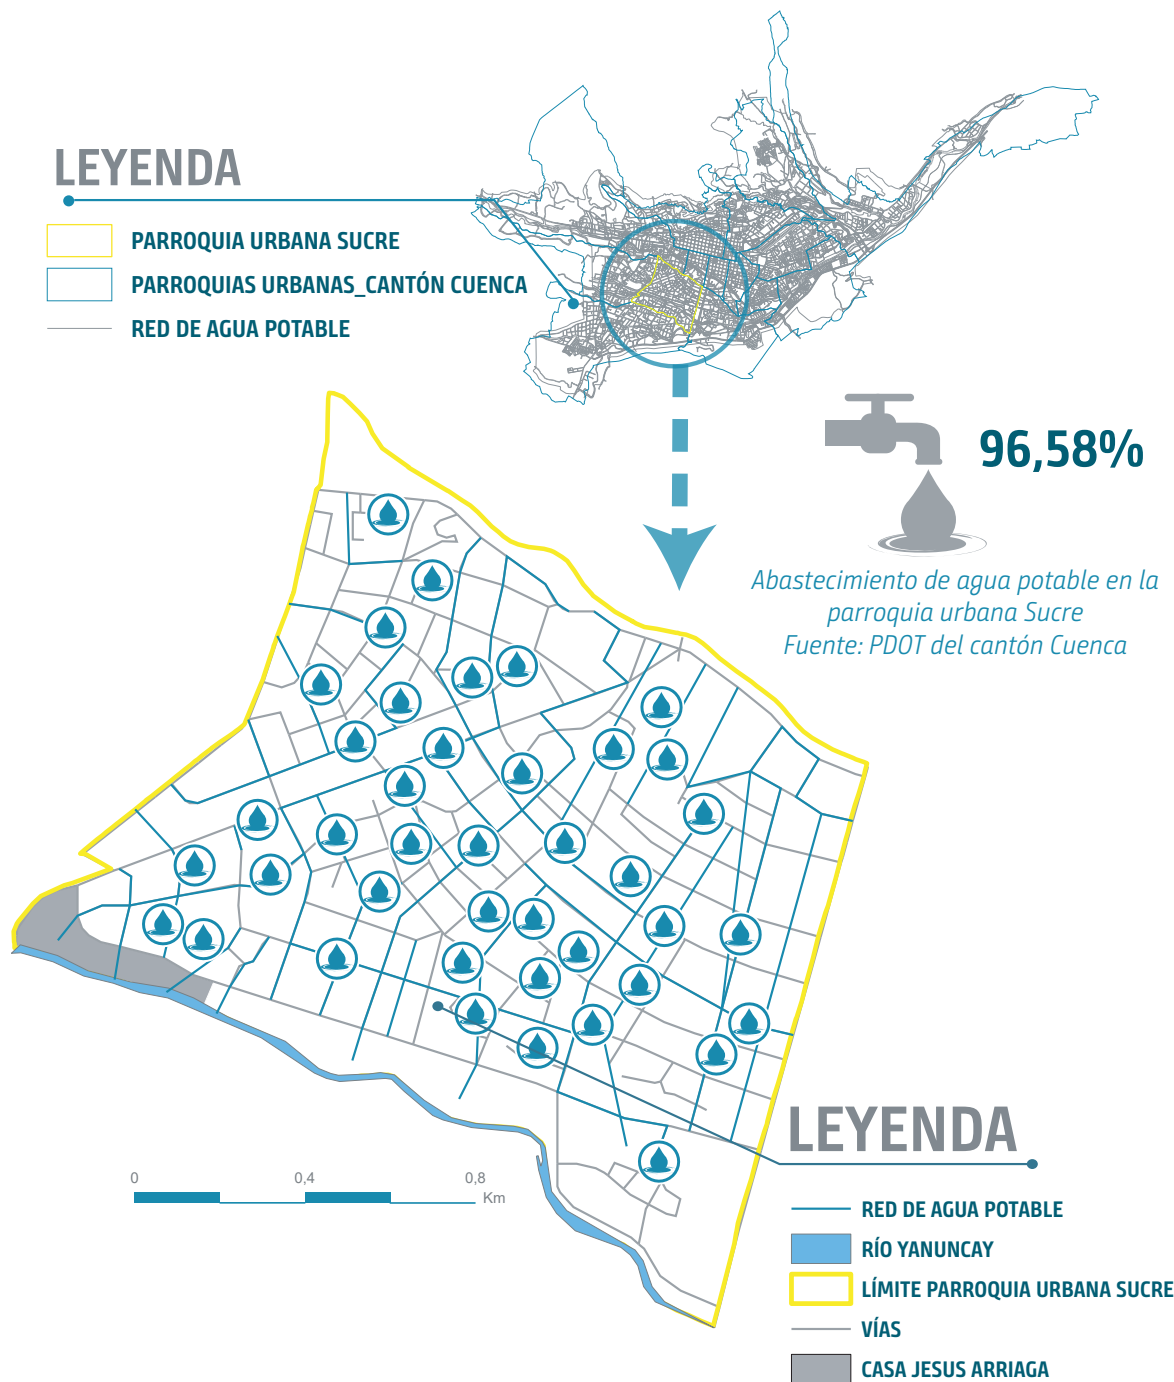 LEYENDA
PARROQUIA URBANA SUCRE
PARROQUIAS URBANAS_CANTÓN CUENCA
RED DE AGUA POTABLE
96,58%
Abastecimiento de agua potable en la
parroquia urbana Sucre
Fuente: PDOT del cantón Cuenca
0 0,4 0,8
Km
LEYENDA
RED DE AGUA POTABLE
RÍO YANUNCAY
LÍMITE PARROQUIA URBANA SUCRE
VÍAS
CASA JESUS ARRIAGA